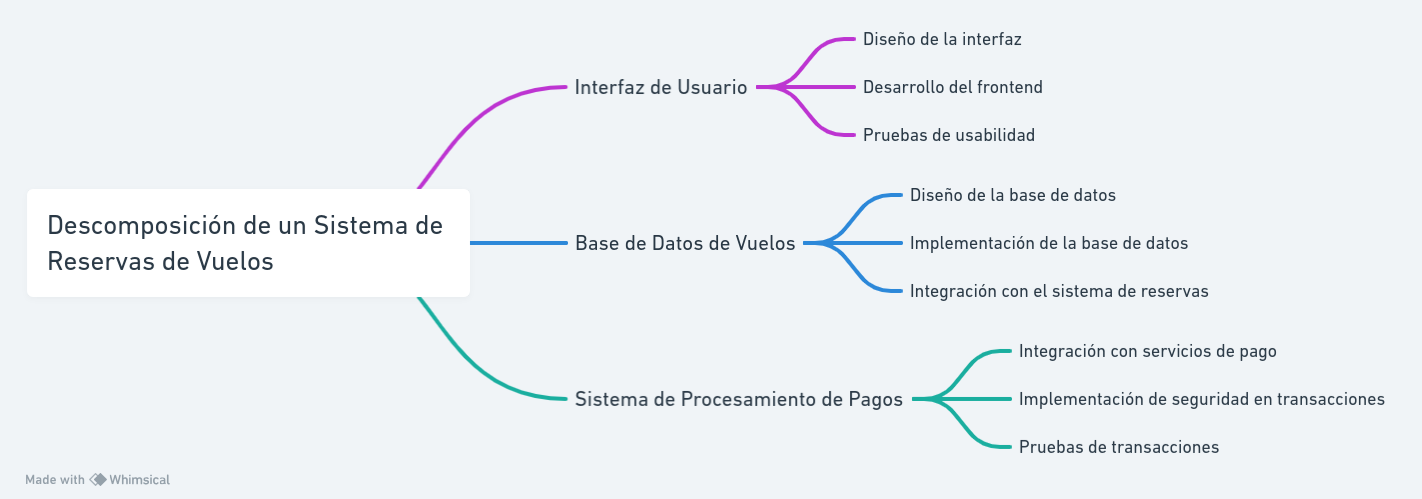 Descomposición de un Sistema de
Reservas de Vuelos
Interfaz de Usuario
Diseño de la interfaz
Desarrollo del frontend
Pruebas de usabilidad
Base de Datos de Vuelos
Diseño de la base de datos
Implementación de la base de datos
Integración con el sistema de reservas
Sistema de Procesamiento de Pagos
Integración con servicios de pago
Implementación de seguridad en transacciones
Pruebas de transacciones
Made with Whimsical